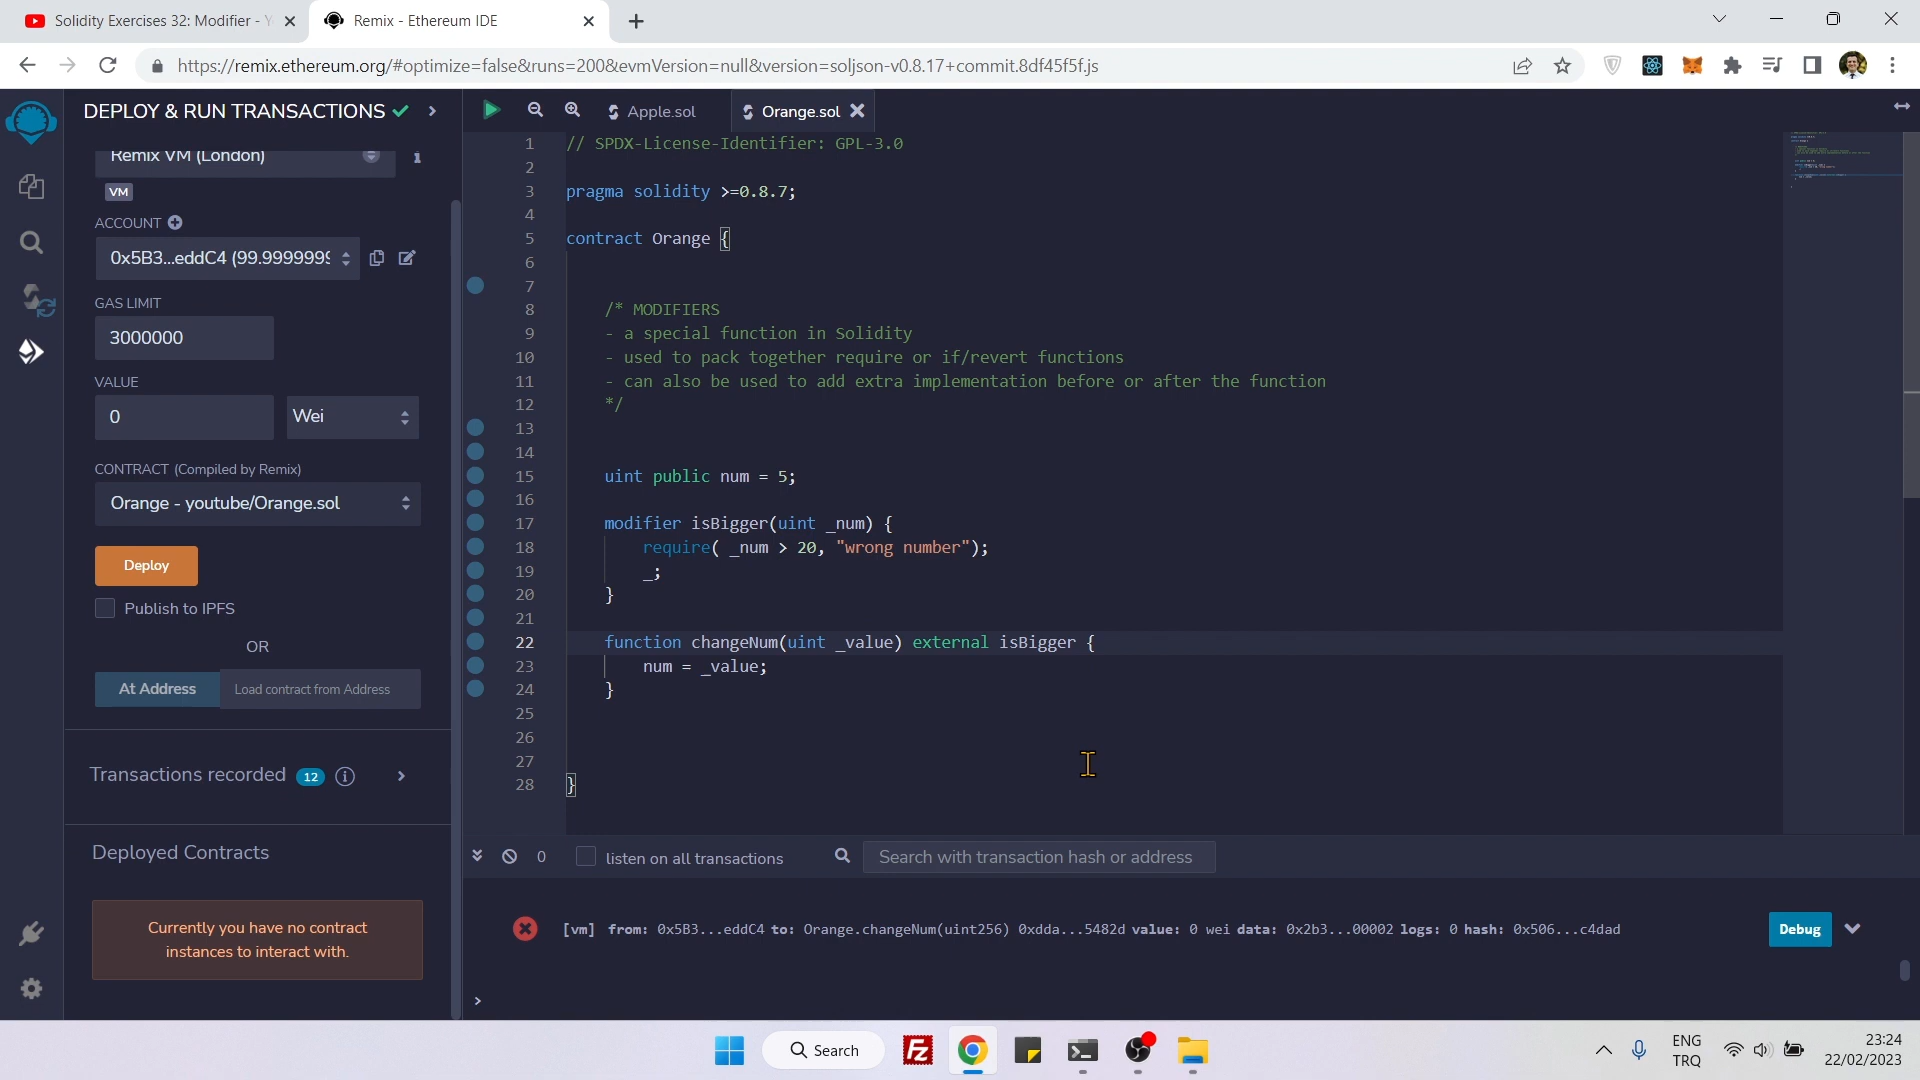 Solidity Exercises 32: Modifier - Y
Remix - Ethereum IDE
https://remix.ethereum.org/#optimize=false&runs=200&evmVersion=null&version=soljson-v0.8.17+commit.8df45f5f.js
DEPLOY & RUN TRANSACTIONS
Remix VM (London)
VM
ACCOUNT
0x5B3...eddC4 (99.9999999
GAS LIMIT
3000000
VALUE
0
Wei
CONTRACT (Compiled by Remix)
Orange - youtube/Orange.sol
Deploy
Publish to IPFS
OR
At Address
Load contract from Address
Transactions recorded 12
Deployed Contracts
Currently you have no contract
instances to interact with.
Apple.sol
Orange.sol
1 // SPDX-License-Identifier: GPL-3.0
2
3 pragma solidity >=0.8.7;
4
5 contract Orange {
6
7
8 /* MODIFIERS
9 - a special function in Solidity
10 - used to pack together require or if/revert functions
11 - can also be used to add extra implementation before or after the function
12 */
13
14
15 uint public num = 5;
16
17 modifier isBigger(uint _num) {
18 require( _num > 20, "wrong number");
19 _;
20 }
21
22 function changeNum(uint _value) external isBigger {
23 num = _value;
24 }
25
26
27
28 }
0
listen on all transactions
Search with transaction hash or address
[vm] from: 0x5B3...eddC4 to: Orange.changeNum(uint256) 0xdda...5482d value: 0 wei data: 0x2b3...00002 logs: 0 hash: 0x506...c4dad
Debug
>
Search
Fz
ENG
TRQ
23:24
22/02/2023